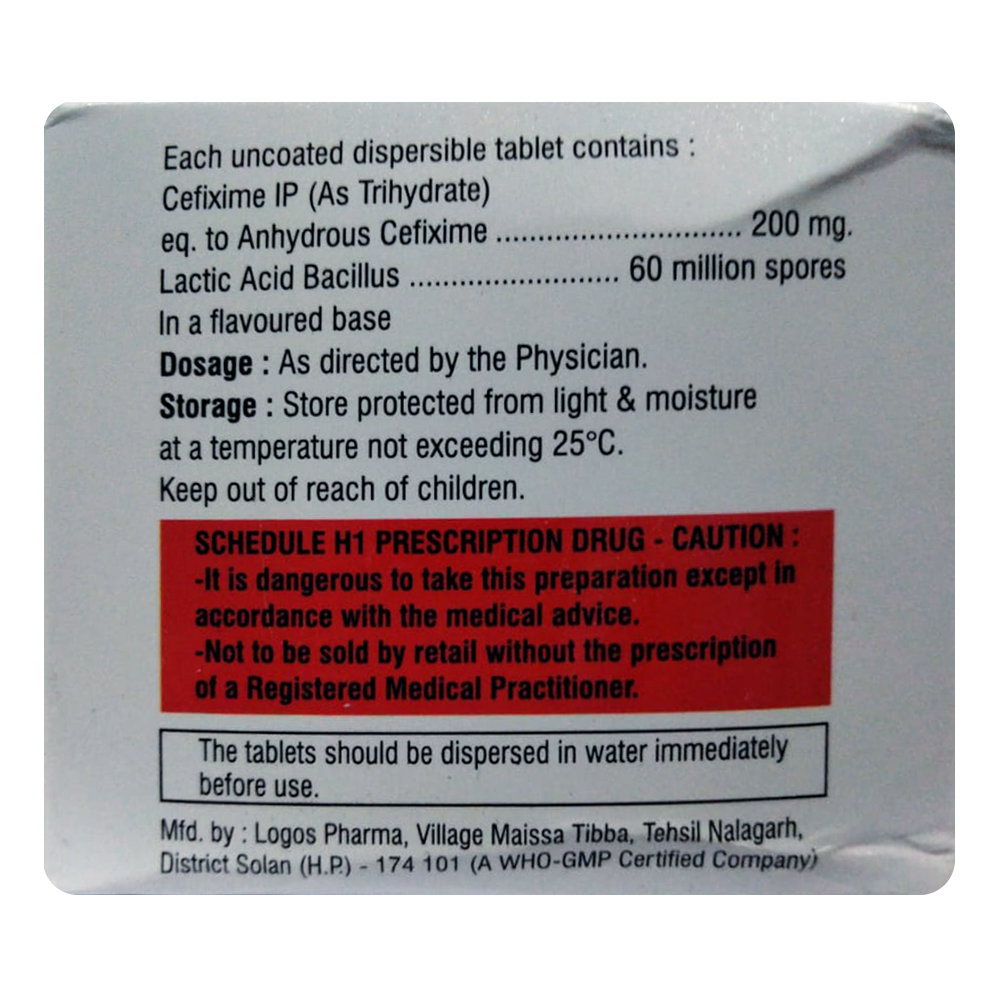 Each uncoated dispersible tablet contains :
Cefixime IP (As Trihydrate)
eq. to Anhydrous Cefixime ............................. 200 mg.
Lactic Acid Bacillus ......................... 60 million spores
In a flavoured base
Dosage : As directed by the Physician.
Storage : Store protected from light & moisture
at a temperature not exceeding 25°C.
Keep out of reach of children.
SCHEDULE H1 PRESCRIPTION DRUG - CAUTION :
-It is dangerous to take this preparation except in
accordance with the medical advice.
-Not to be sold by retail without the prescription
of a Registered Medical Practitioner.
The tablets should be dispersed in water immediately
before use.
Mfd. by : Logos Pharma, Village Maissa Tibba, Tehsil Nalagarh,
District Solan (H.P.) - 174 101 (A WHO-GMP Certified Company)